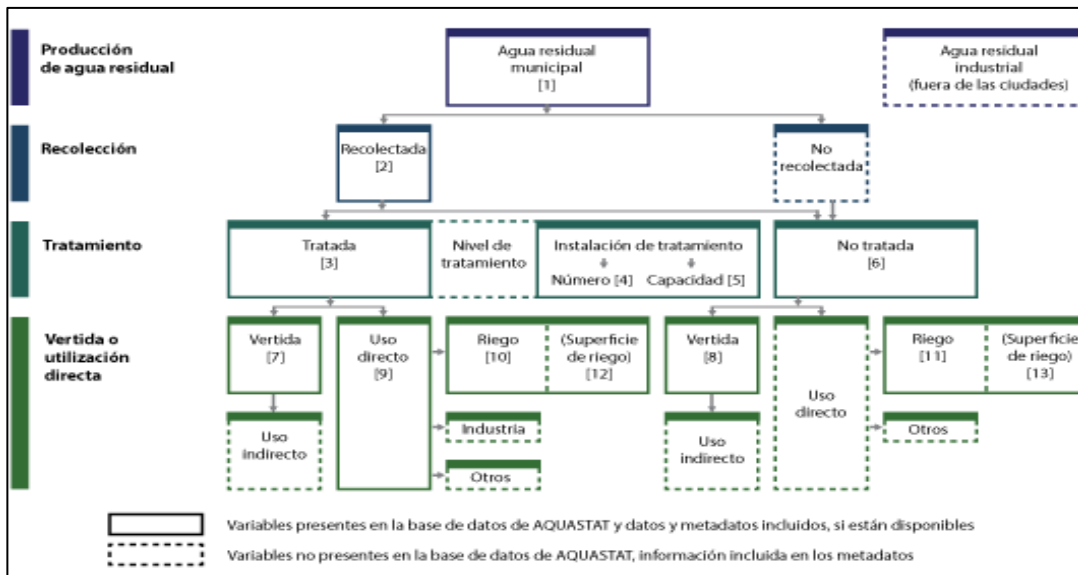 Producción
de agua residual
Agua residual
municipal
[1]
Agua residual
industrial
(fuera de las ciudades)
Recolección
Recolectada
[2]
No
recolectada
Tratamiento
Tratada
[3]
Nivel de
tratamiento
Instalación de tratamiento
Número [4]
Capacidad [5]
No tratada
[6]
Vertida o
utilización
directa
Vertida
[7]
Uso
directo
[9]
Riego
[10]
(Superficie
de riego)
[12]
Vertida
[8]
Uso
directo
Riego
[11]
(Superficie
de riego)
[13]
Uso
indirecto
Industria
Otros
Uso
indirecto
Otros
Variables presentes en la base de datos de AQUASTAT y datos y metadatos incluidos, si están disponibles
Variables no presentes en la base de datos de AQUASTAT, información incluida en los metadatos